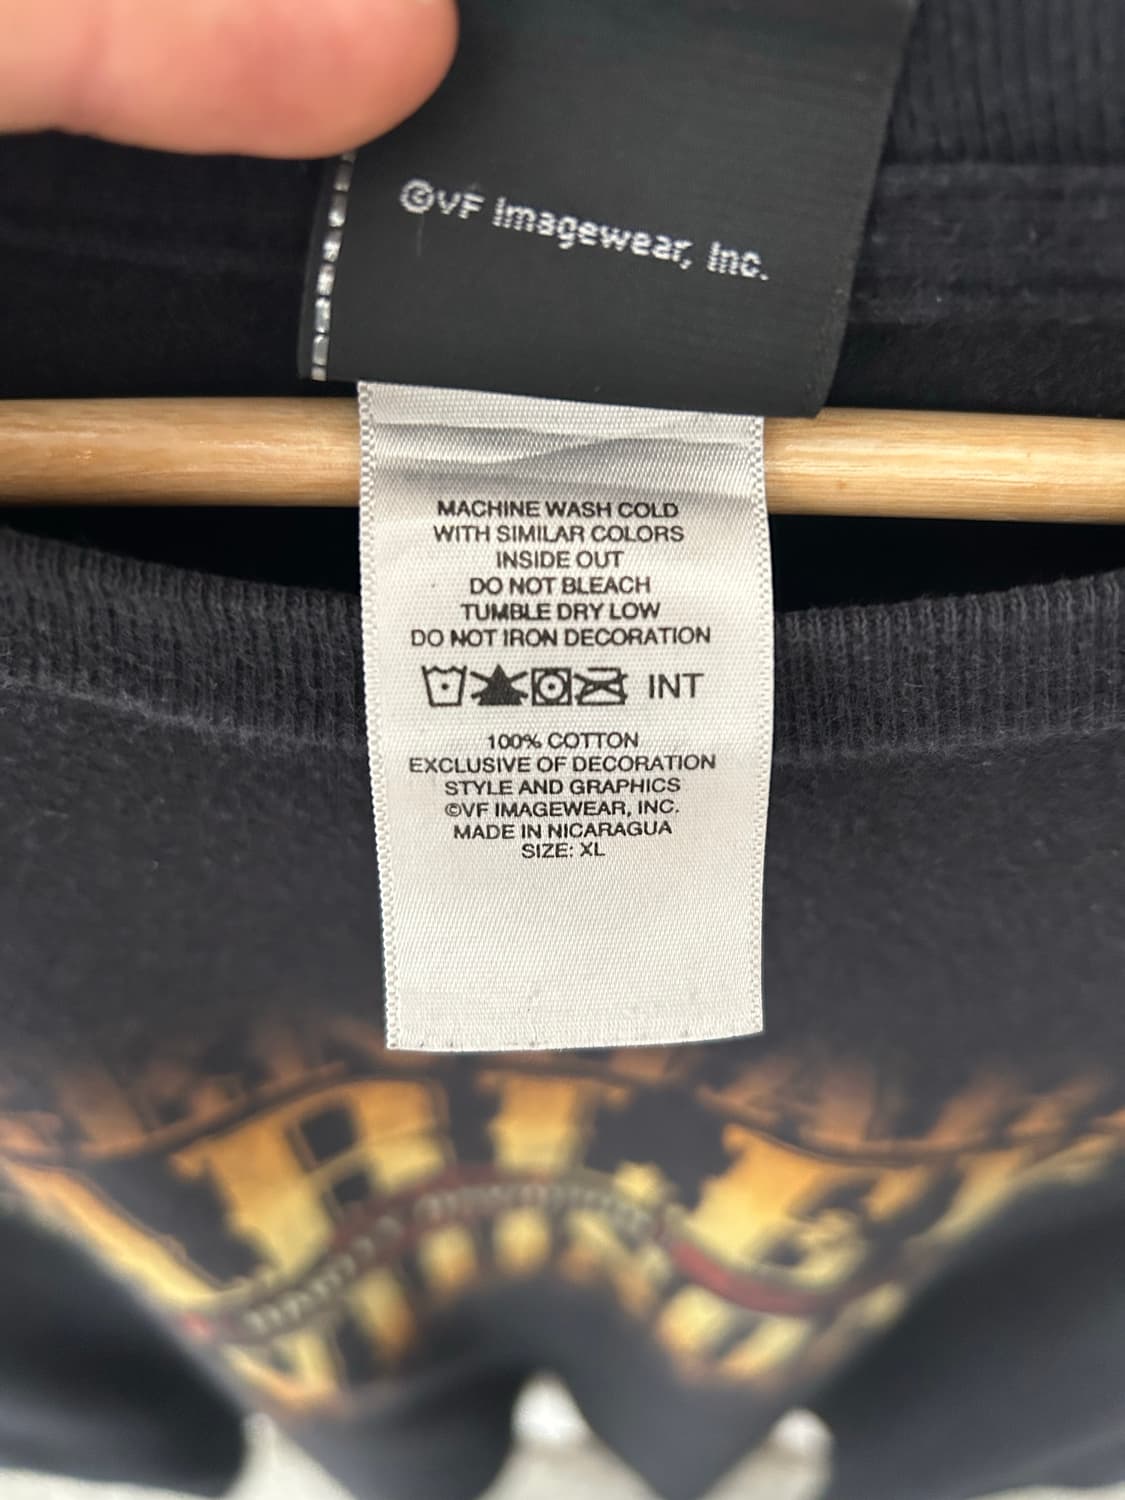 ©VF Imagewear, Inc.
MACHINE WASH COLD
WITH SIMILAR COLORS
INSIDE OUT
DO NOT BLEACH
TUMBLE DRY LOW
DO NOT IRON DECORATION
INT
100% COTTON
EXCLUSIVE OF DECORATION
STYLE AND GRAPHICS
©VF IMAGEWEAR, INC.
MADE IN NICARAGUA
SIZE: XL